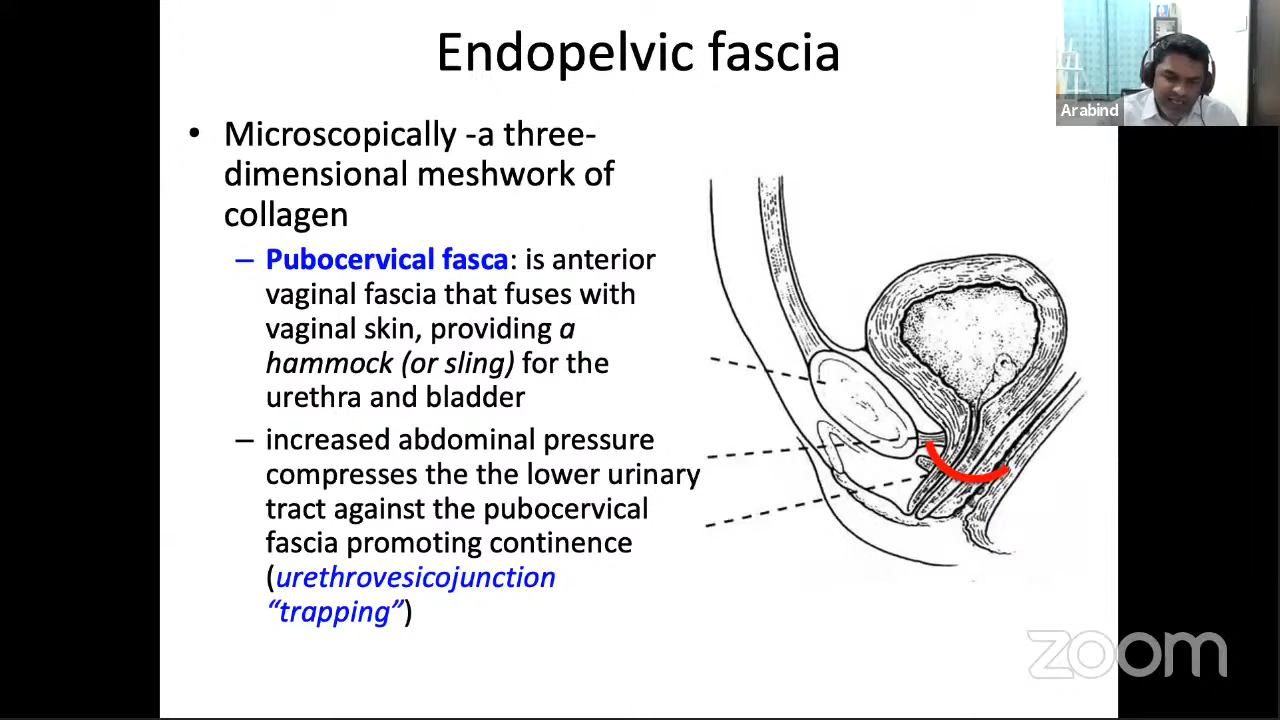 Endopelvic fascia
Arabind
• Microscopically -a three-
dimensional meshwork of
collagen
– Pubocervical fasca: is anterior
vaginal fascia that fuses with
vaginal skin, providing a
hammock (or sling) for the
urethra and bladder
– increased abdominal pressure
compresses the the lower urinary
tract against the pubocervical
fascia promoting continence
(urethrovesicojunction
“trapping”)
zoom